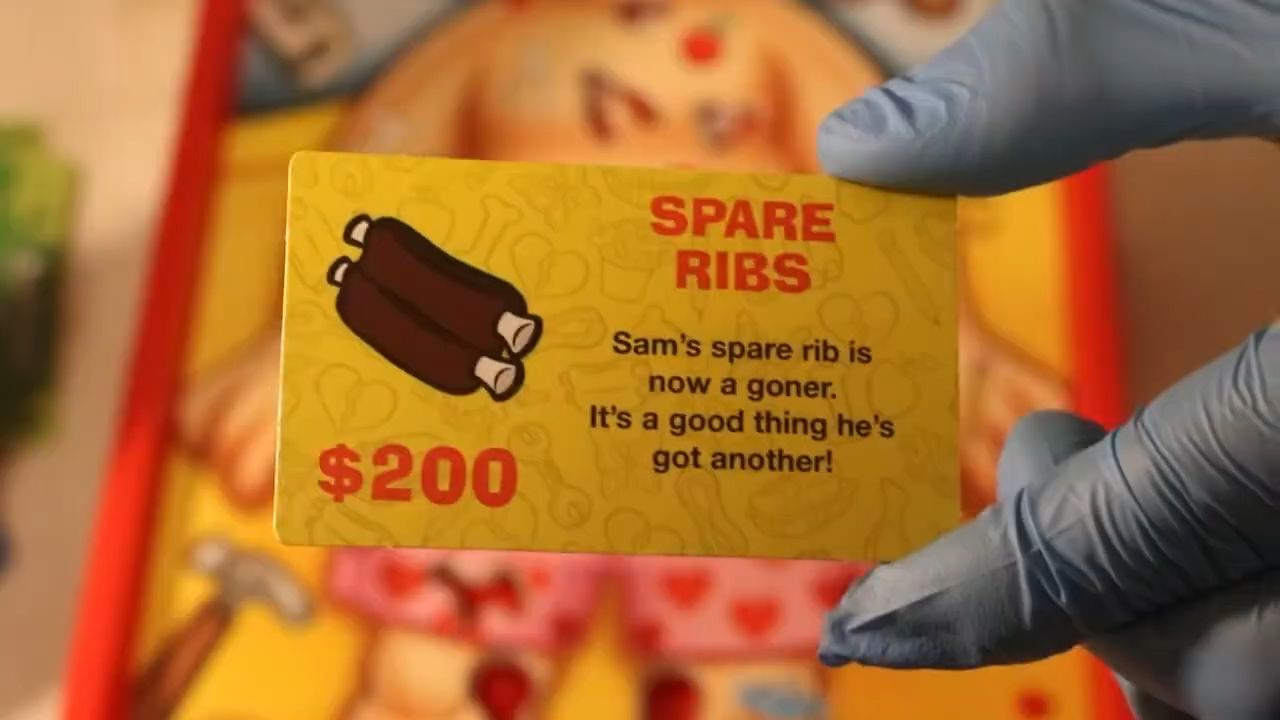 SPARE
RIBS
Sam's spare rib is
now a goner.
It's a good thing he's
got another!
$200